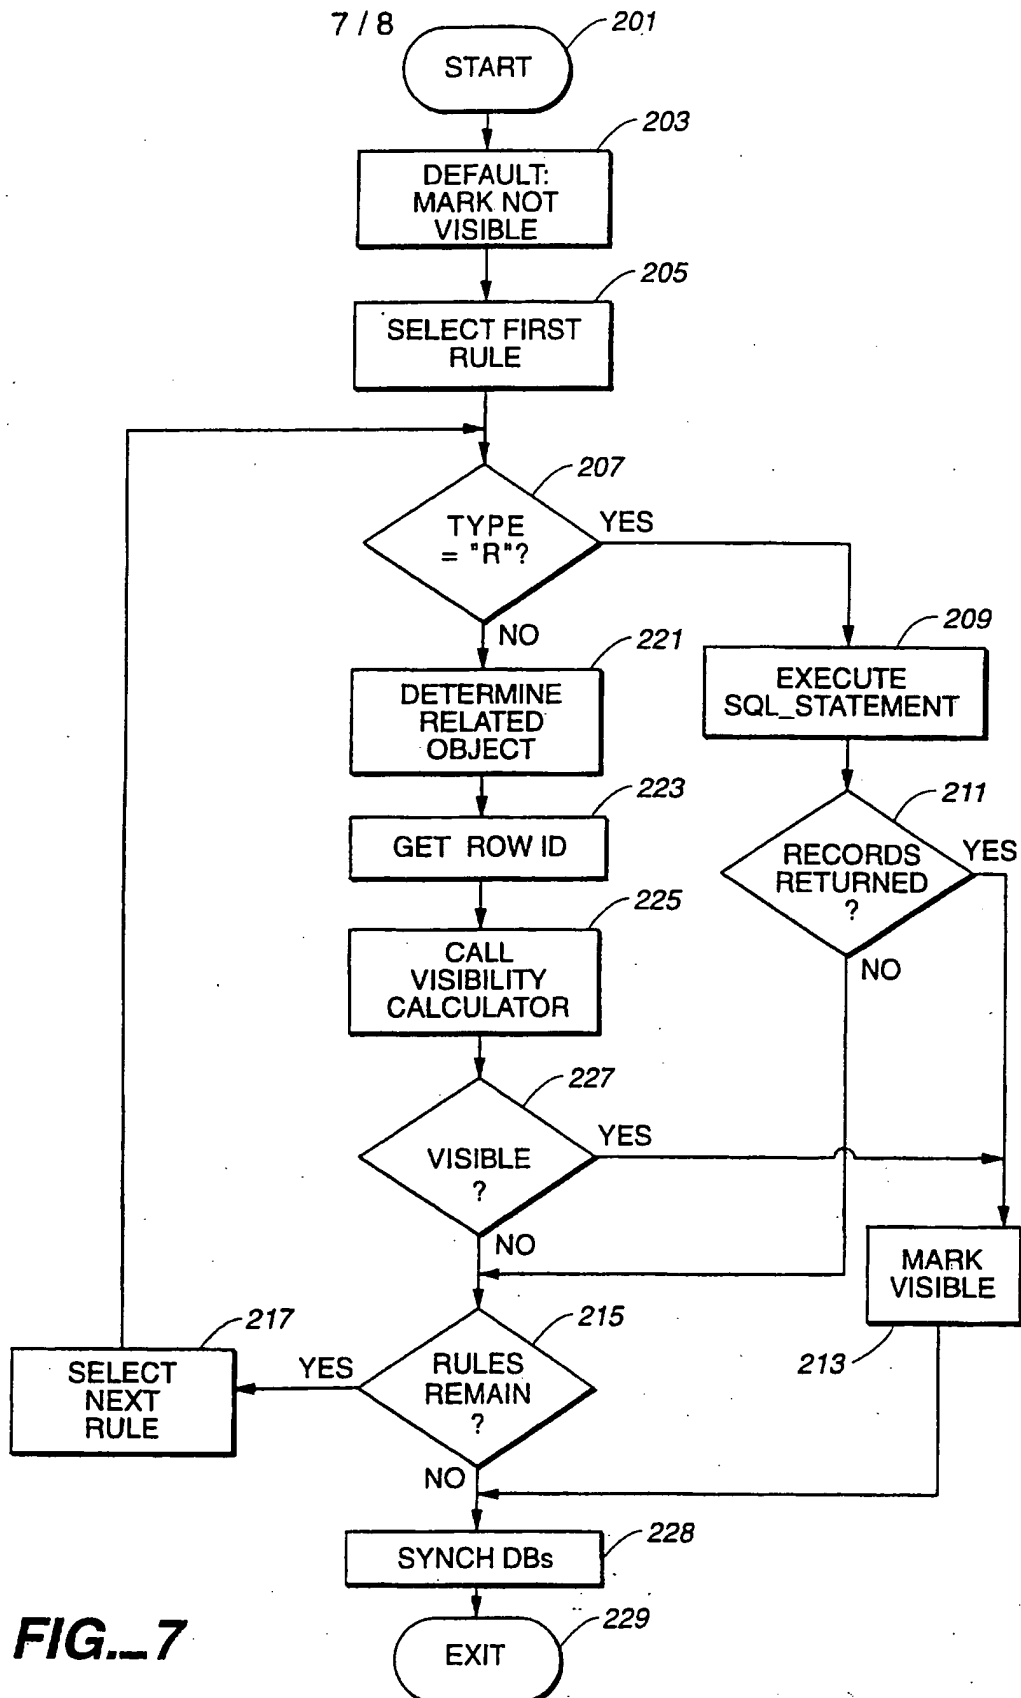 7 / 8
201
START
203
DEFAULT:
MARK NOT
VISIBLE
205
SELECT FIRST
RULE
207
TYPE
= "R"?
YES
NO
221
DETERMINE
RELATED
OBJECT
209
EXECUTE
SQL_STATEMENT
223
GET ROW ID
211
RECORDS
RETURNED
?
YES
NO
225
CALL
VISIBILITY
CALCULATOR
227
VISIBLE
?
YES
NO
MARK
VISIBLE
213
215
RULES
REMAIN
?
YES
NO
217
SELECT
NEXT
RULE
228
SYNCH DBs
229
EXIT
FIG._7